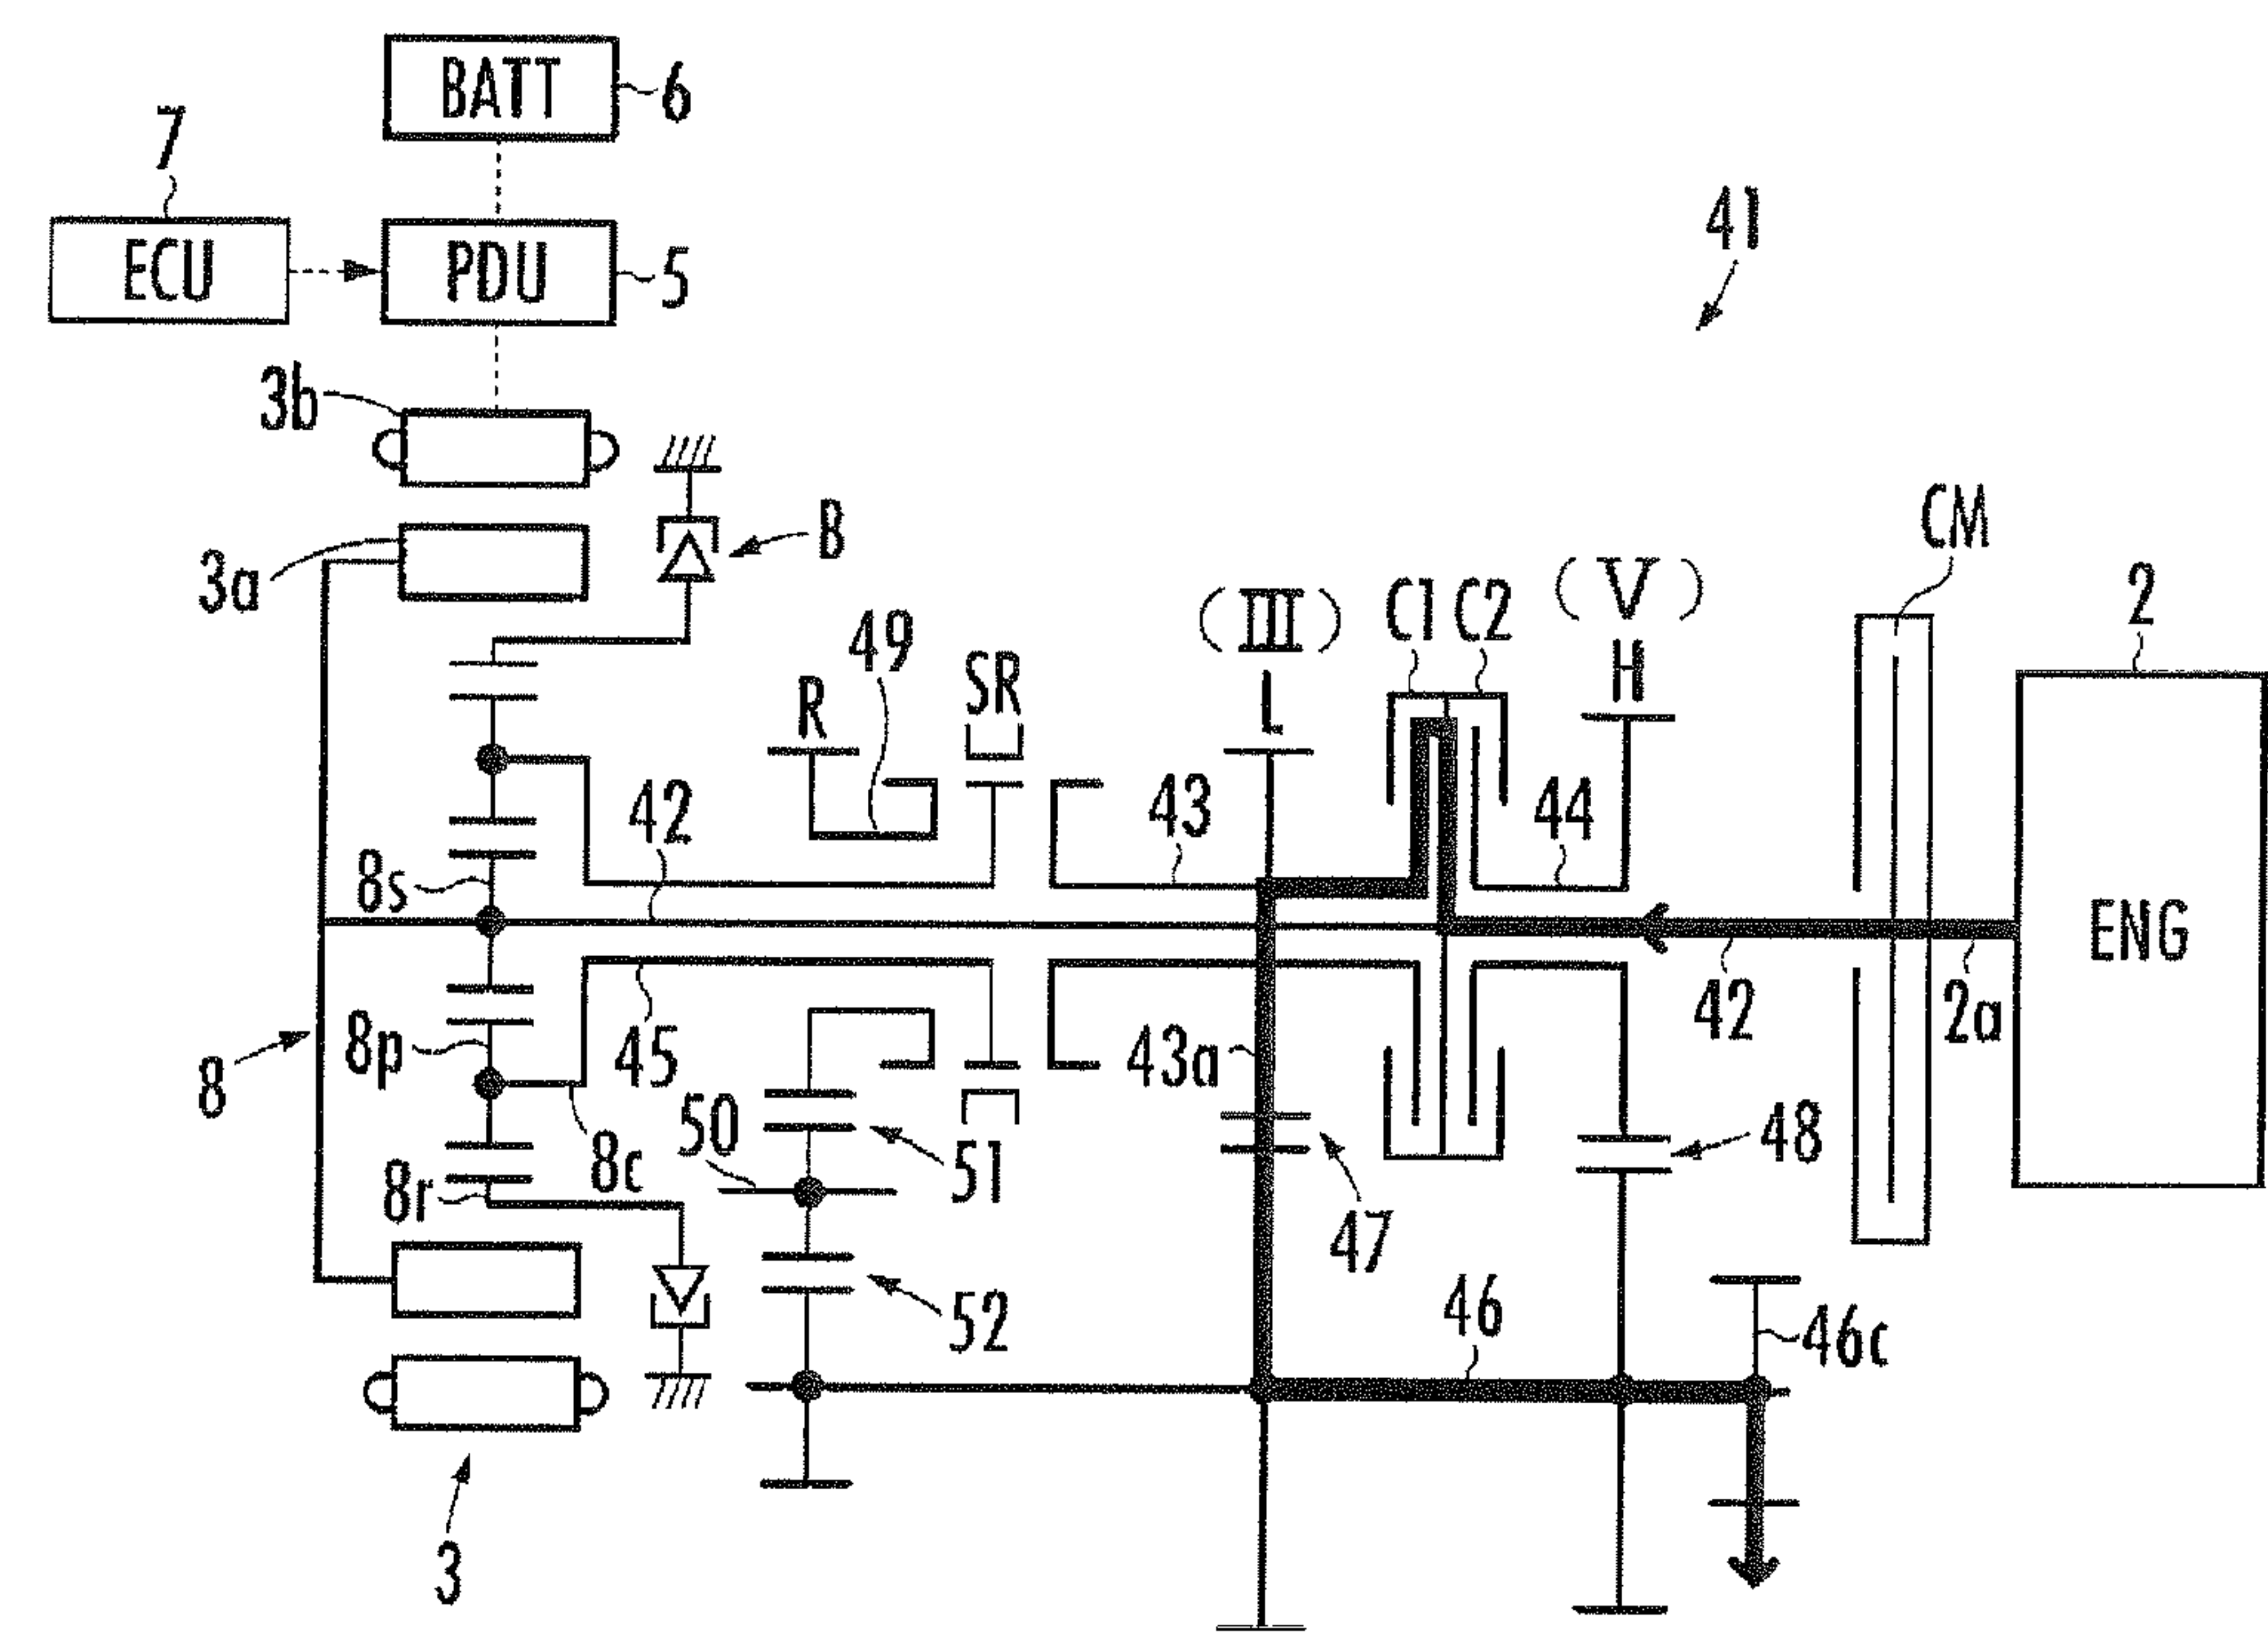 BATT
6
7
ECU
PDU
5
41
3b
3a
B
CM
(III)
C1
C2
(V)
2
49
R
SR
L
H
42
43
44
8s
ENG
42
2a
8p
45
43a
8
50
8c
51
48
8r
47
52
46
46c
3